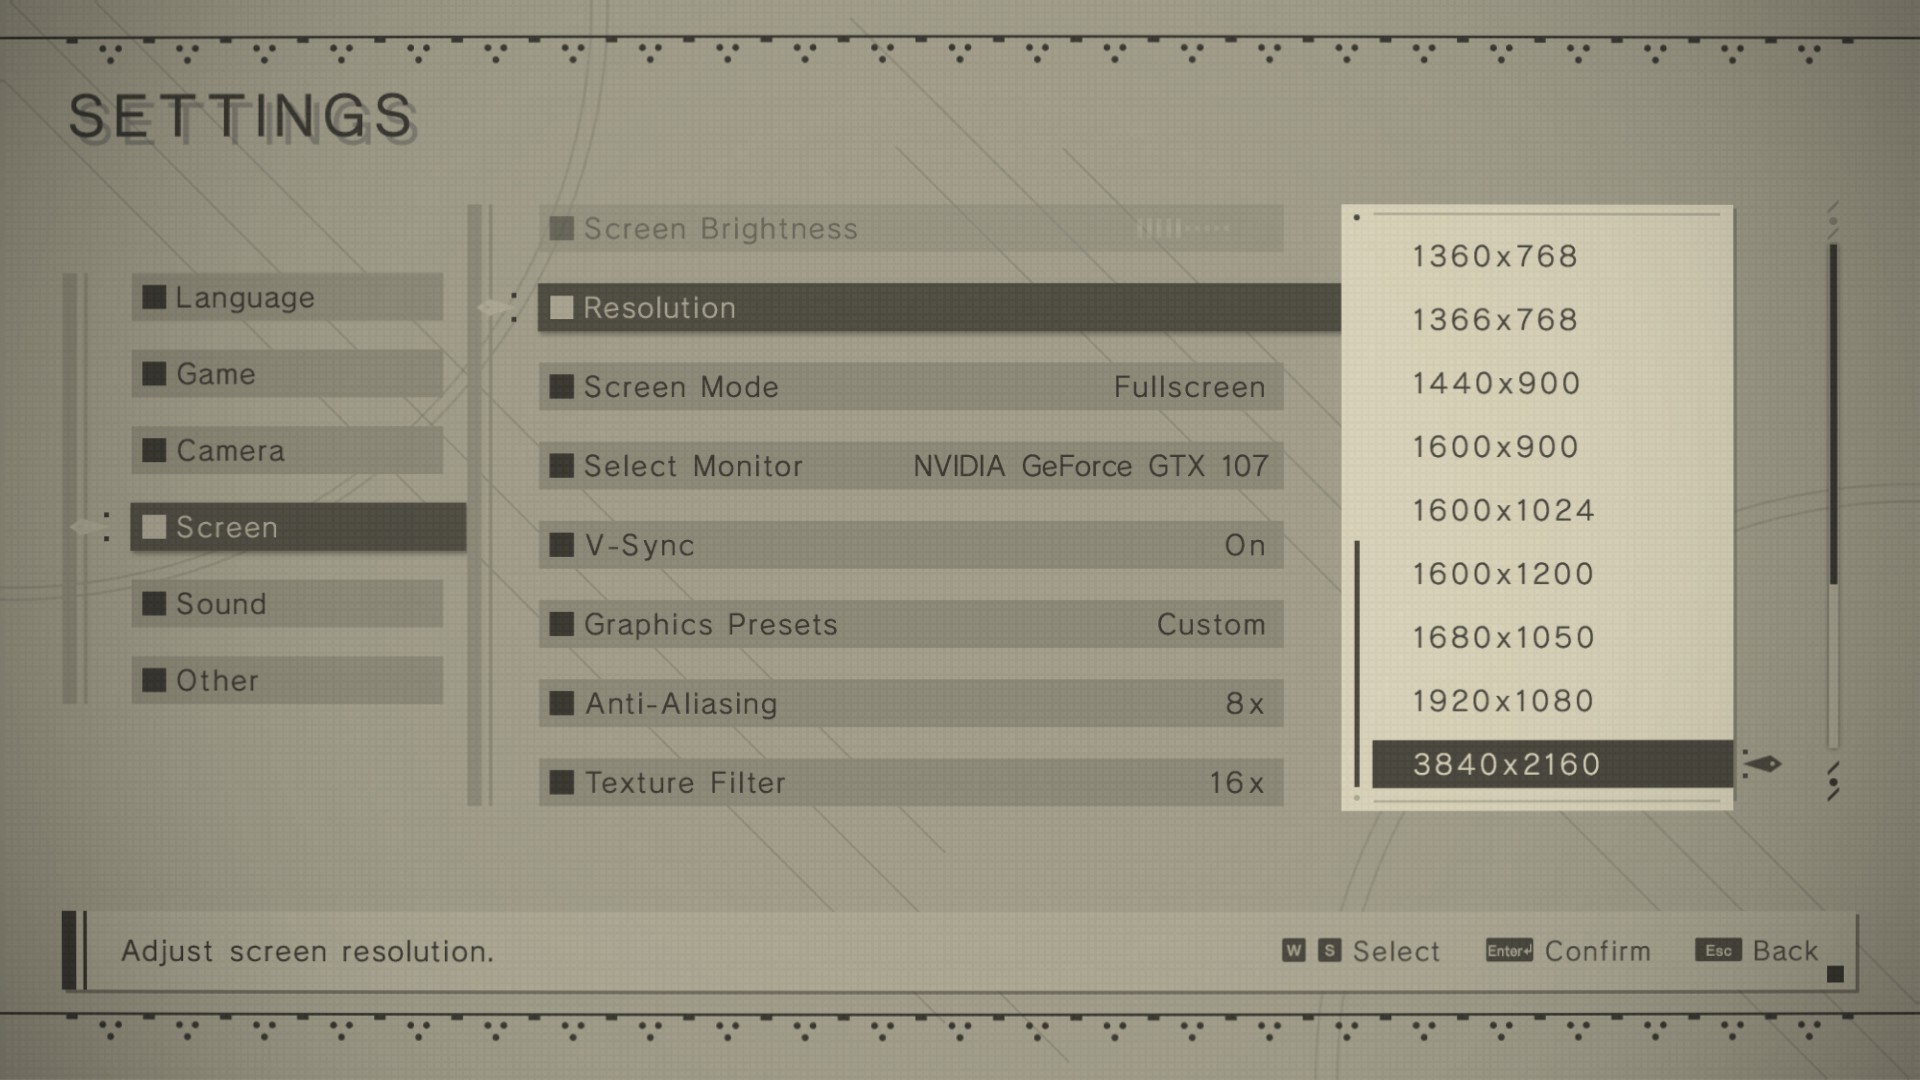 SETTINGS
Language
Game
Camera
Screen
Sound
Other
Screen Brightness
Resolution
Screen Mode Fullscreen
Select Monitor NVIDIA GeForce GTX 107
V-Sync On
Graphics Presets Custom
Anti-Aliasing 8x
Texture Filter 16x
1360x768
1366x768
1440x900
1600x900
1600x1024
1600x1200
1680x1050
1920x1080
3840x2160
Adjust screen resolution.
W S Select Enter↵ Confirm Esc Back